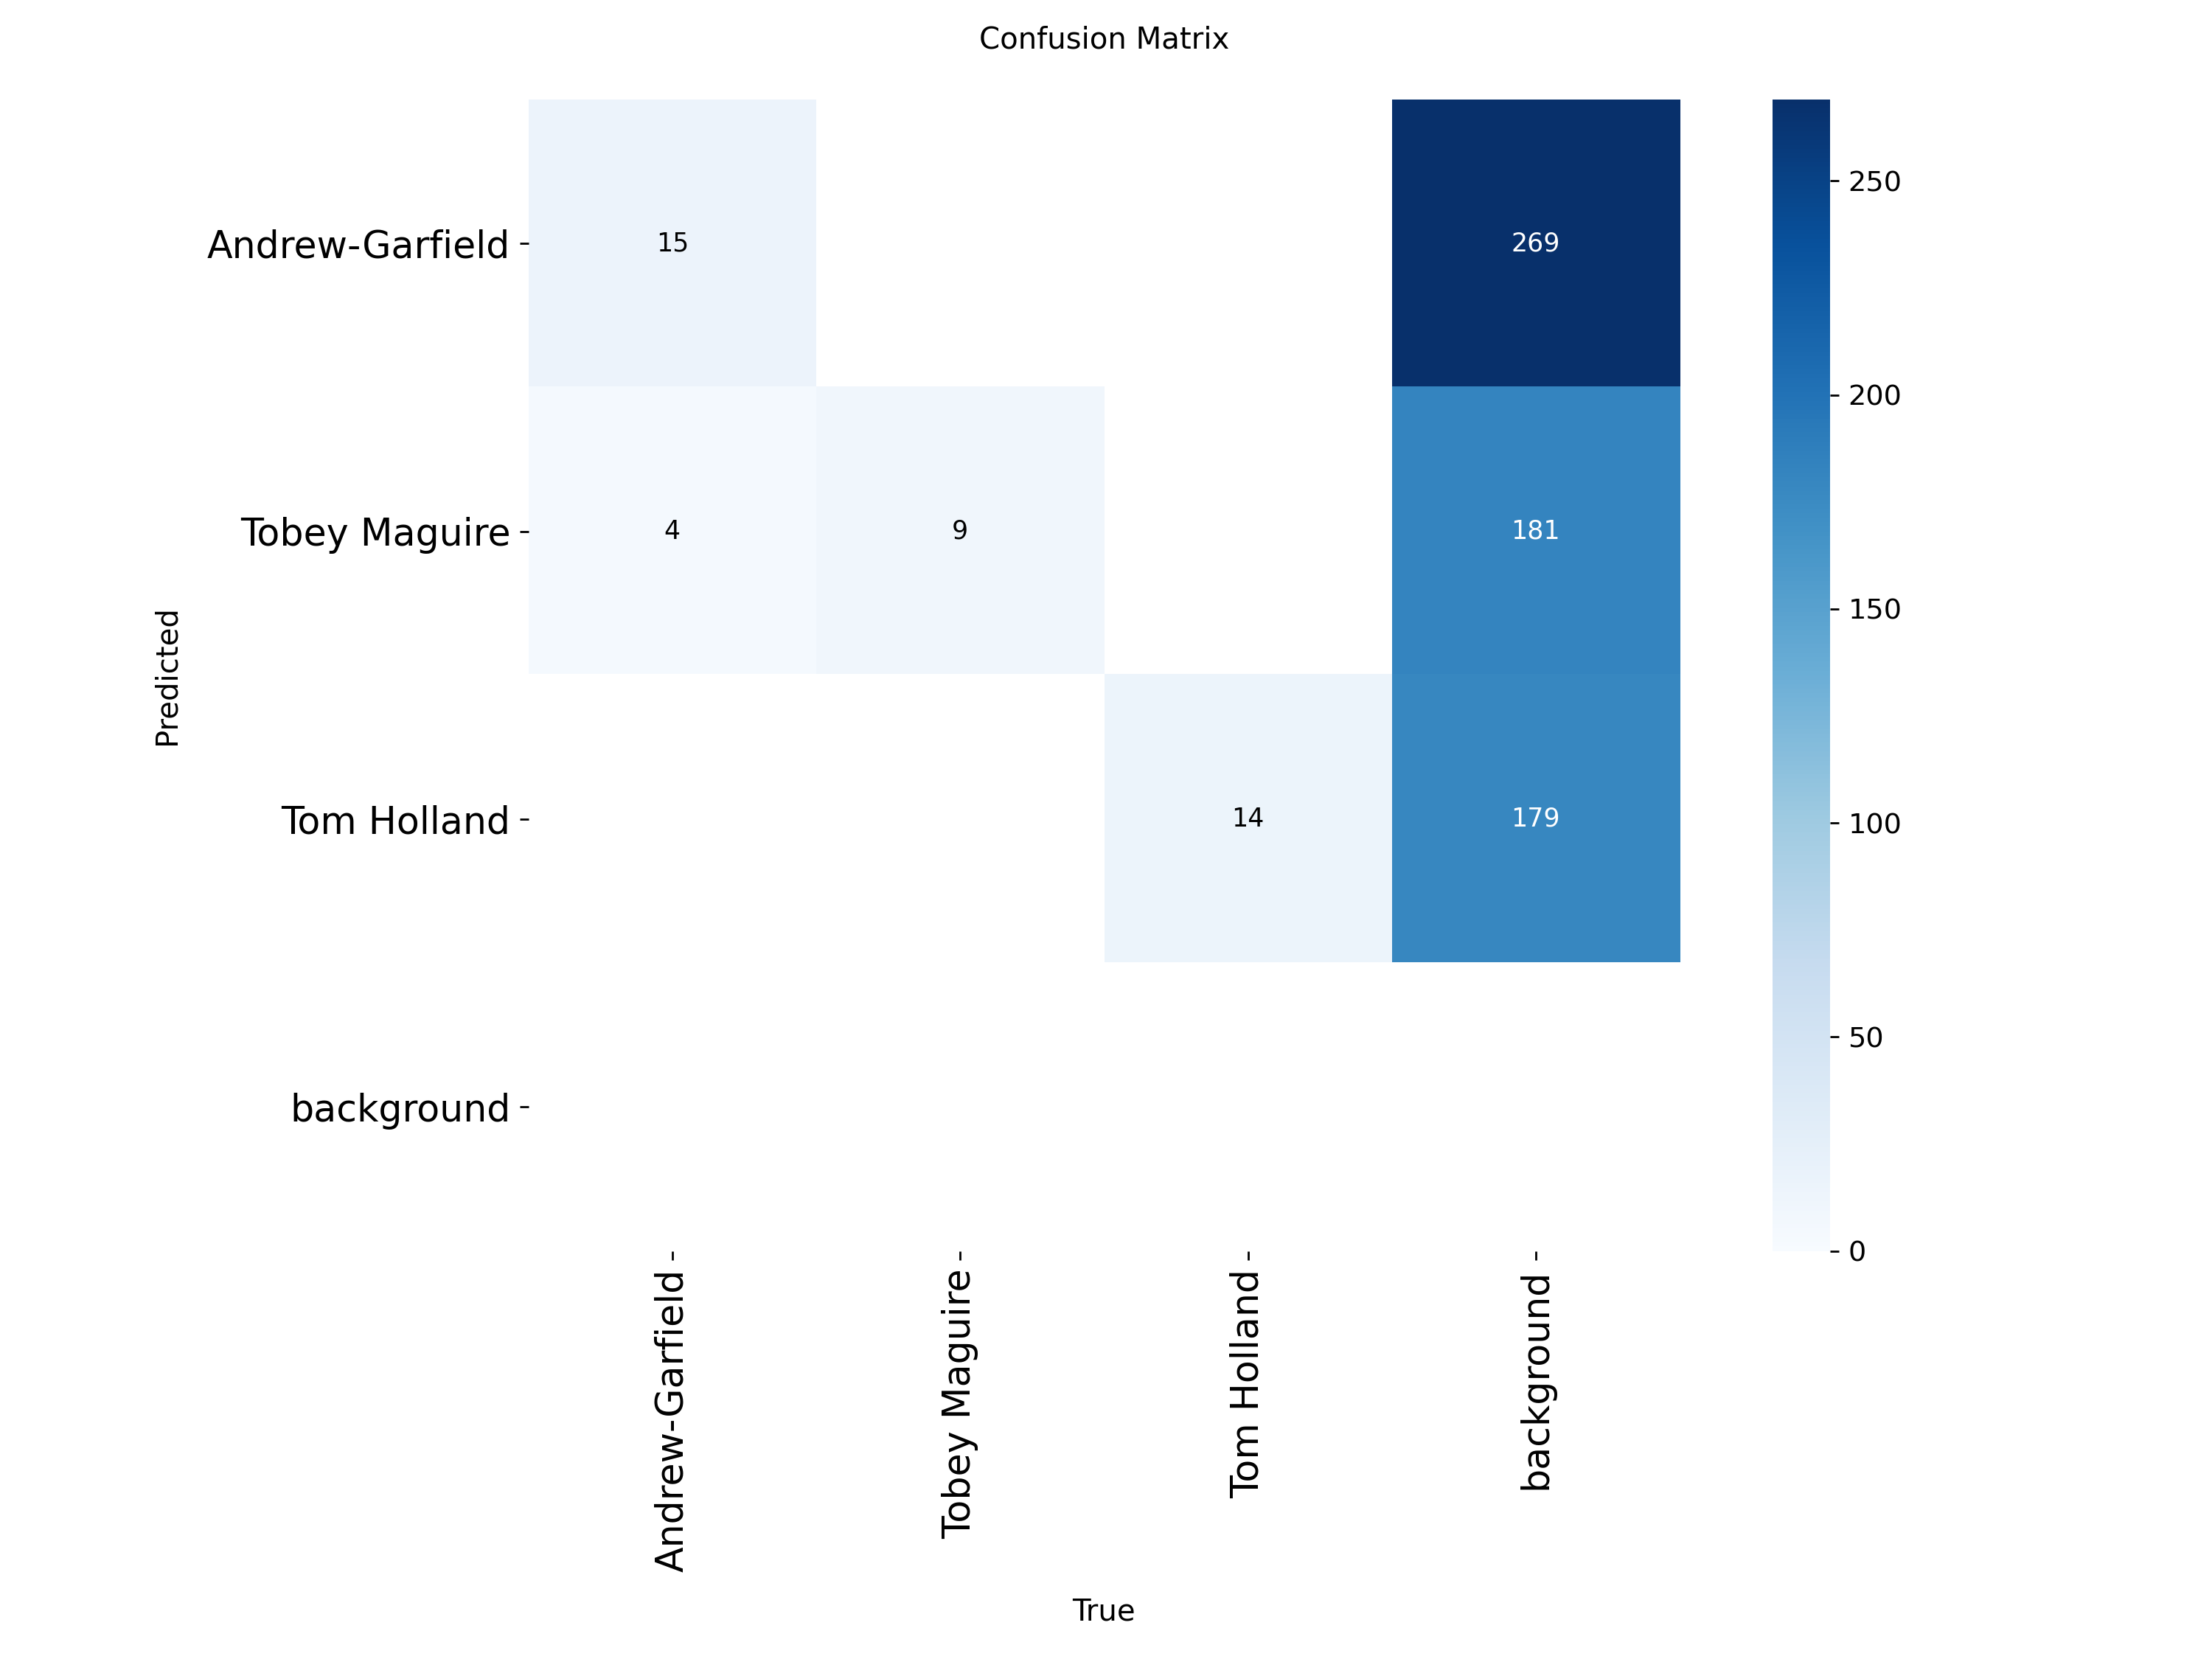 Confusion Matrix
Andrew-Garfield
15
269
250
200
Tobey Maguire
4
9
181
150
Predicted
Tom Holland
14
179
100
background
50
0
Andrew-Garfield
Tobey Maguire
Tom Holland
background
True